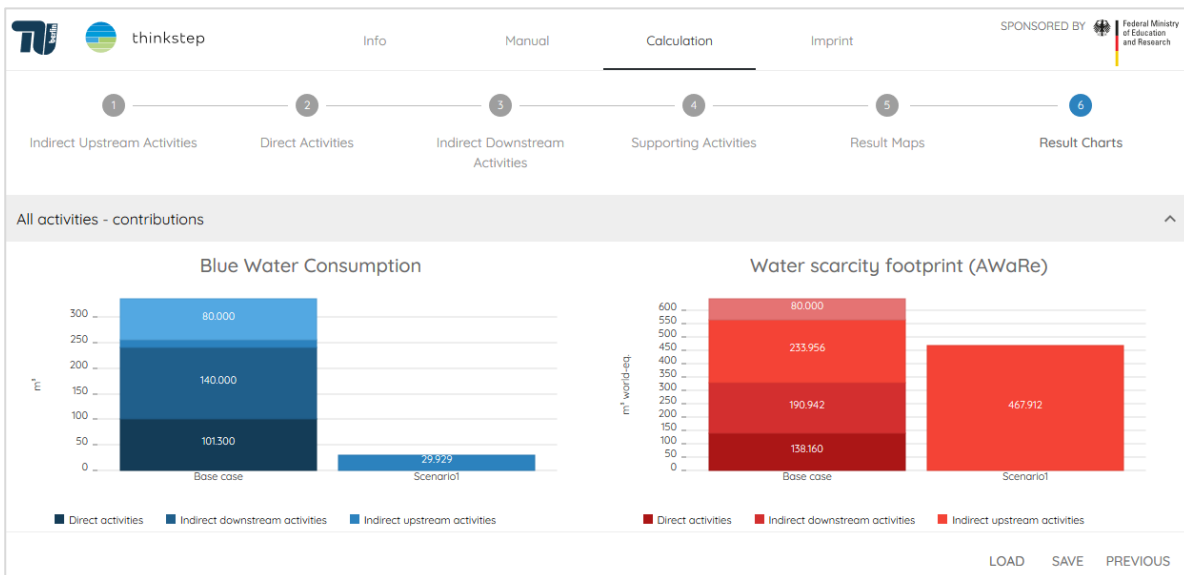 TU berlin
thinkstep
Info
Manual
Calculation
Imprint
SPONSORED BY
Federal Ministry
of Education
and Research
1
2
3
4
5
6
Indirect Upstream Activities
Direct Activities
Indirect Downstream
Activities
Supporting Activities
Result Maps
Result Charts
All activities - contributions
Blue Water Consumption
m³
300
250
200
150
100
50
0
80.000
140.000
101.300
29.929
Base case
Scenario1
Direct activities
Indirect downstream activities
Indirect upstream activities
Water scarcity footprint (AWaRe)
m³ world-eq.
600
550
500
450
400
350
300
250
200
150
100
50
0
80.000
233.956
190.942
138.160
467.912
Base case
Scenario1
Direct activities
Indirect downstream activities
Indirect upstream activities
LOAD
SAVE
PREVIOUS